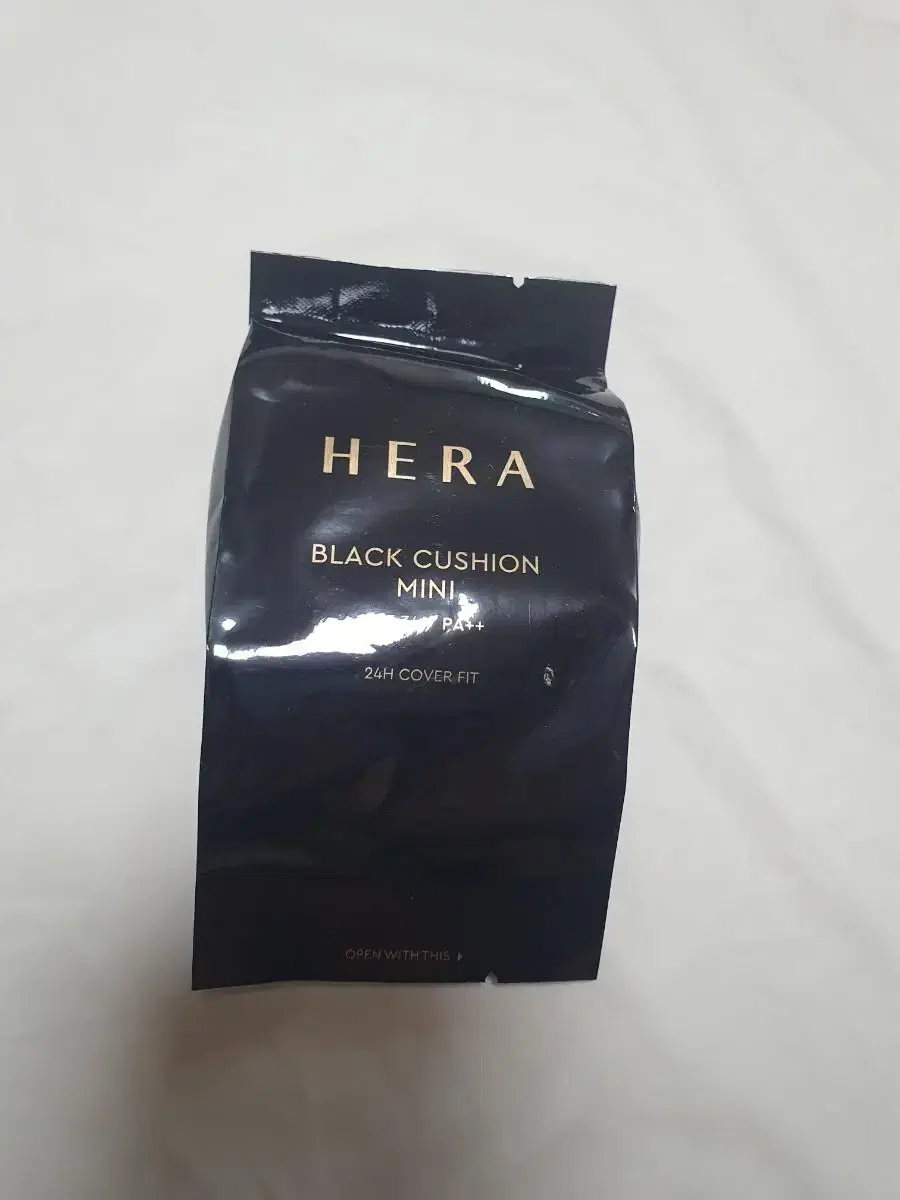 HERA
BLACK CUSHION
MINI
PA++
24H COVER FIT
OPEN WITH THIS